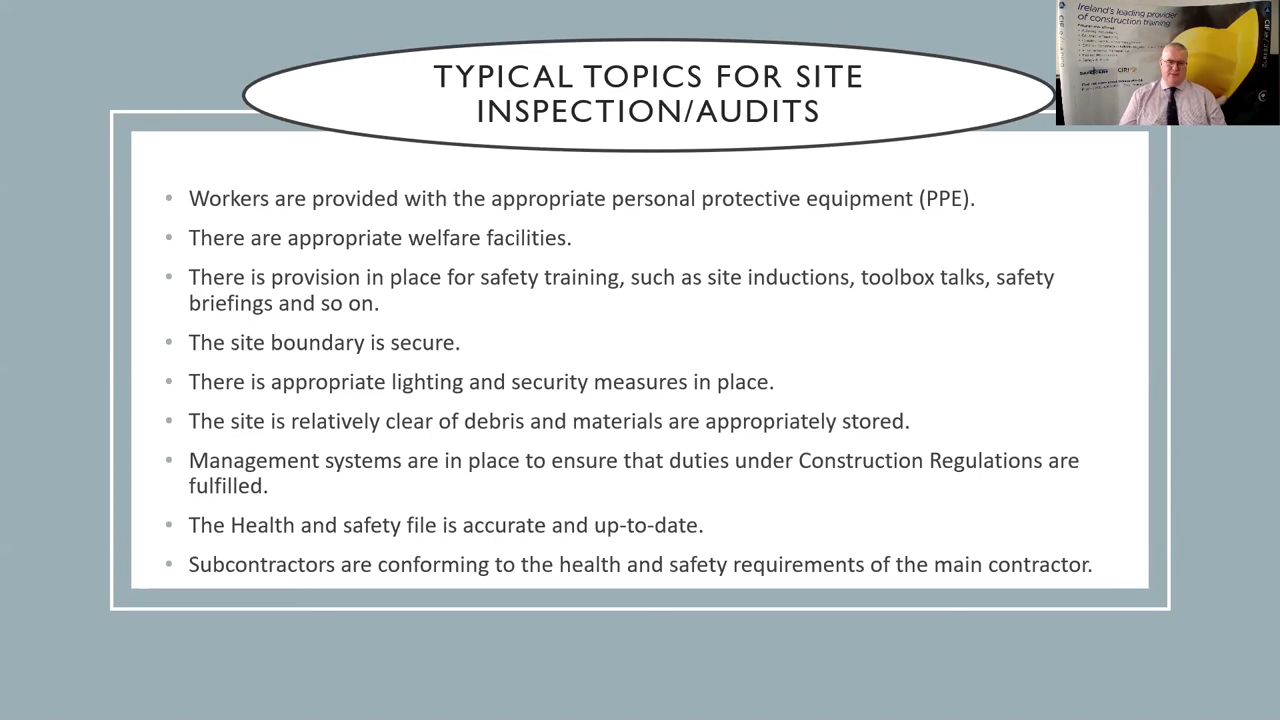 TYPICAL TOPICS FOR SITE
INSPECTION/AUDITS
Ireland's leading provider
of construction training
CIRI
• Workers are provided with the appropriate personal protective equipment (PPE).
• There are appropriate welfare facilities.
• There is provision in place for safety training, such as site inductions, toolbox talks, safety
briefings and so on.
• The site boundary is secure.
• There is appropriate lighting and security measures in place.
• The site is relatively clear of debris and materials are appropriately stored.
• Management systems are in place to ensure that duties under Construction Regulations are
fulfilled.
• The Health and safety file is accurate and up-to-date.
• Subcontractors are conforming to the health and safety requirements of the main contractor.